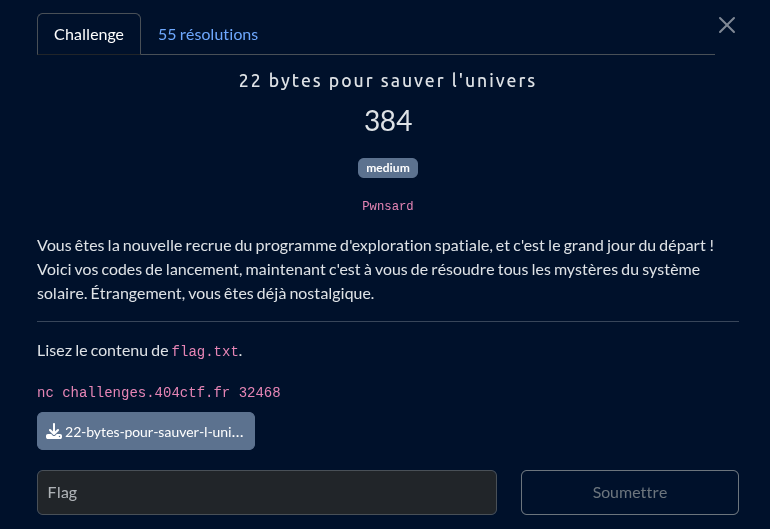 Challenge
55 résolutions
22 bytes pour sauver l'univers
384
medium
Pwnsard
Vous êtes la nouvelle recrue du programme d'exploration spatiale, et c'est le grand jour du départ !
Voici vos codes de lancement, maintenant c'est à vous de résoudre tous les mystères du système
solaire. Étrangement, vous êtes déjà nostalgique.
Lisez le contenu de flag.txt.
nc challenges.404ctf.fr 32468
22-bytes-pour-sauver-l-uni...
Flag
Soumettre